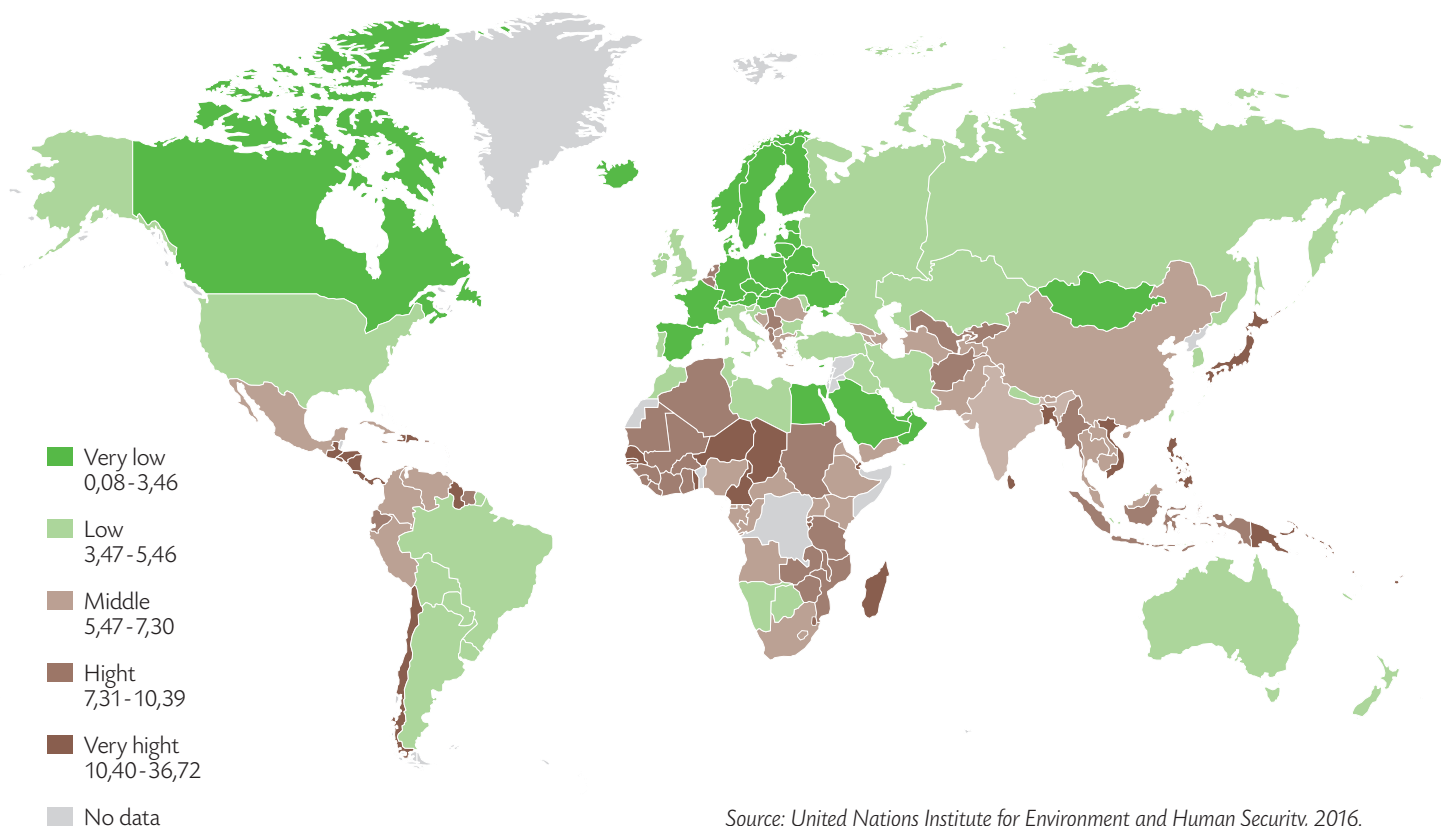 Very low
0,08-3,46
Low
3,47-5,46
Middle
5,47-7,30
Hight
7,31-10,39
Very hight
10,40-36,72
No data
Source: United Nations Institute for Environment and Human Security. 2016.